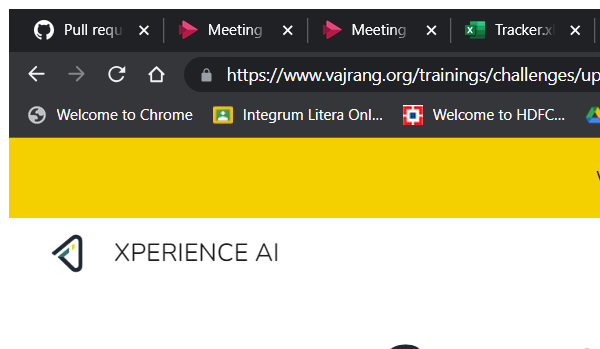 Pull requ Meeting Meeting Tracker.xl
https://www.vajrang.org/trainings/challenges/up
Welcome to Chrome Integrum Litera Onl... Welcome to HDFC...
XPERIENCE AI